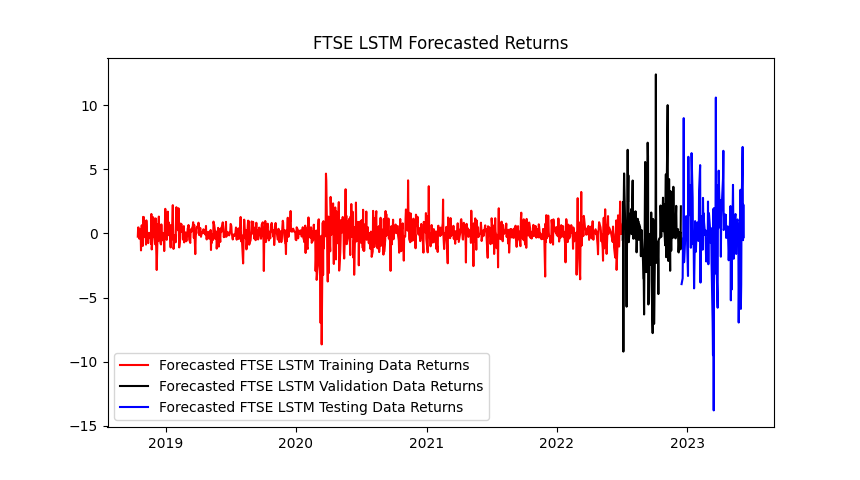 FTSE LSTM Forecasted Returns
10
5
0
−5
−10
−15
Forecasted FTSE LSTM Training Data Returns
Forecasted FTSE LSTM Validation Data Returns
Forecasted FTSE LSTM Testing Data Returns
2019 2020 2021 2022 2023